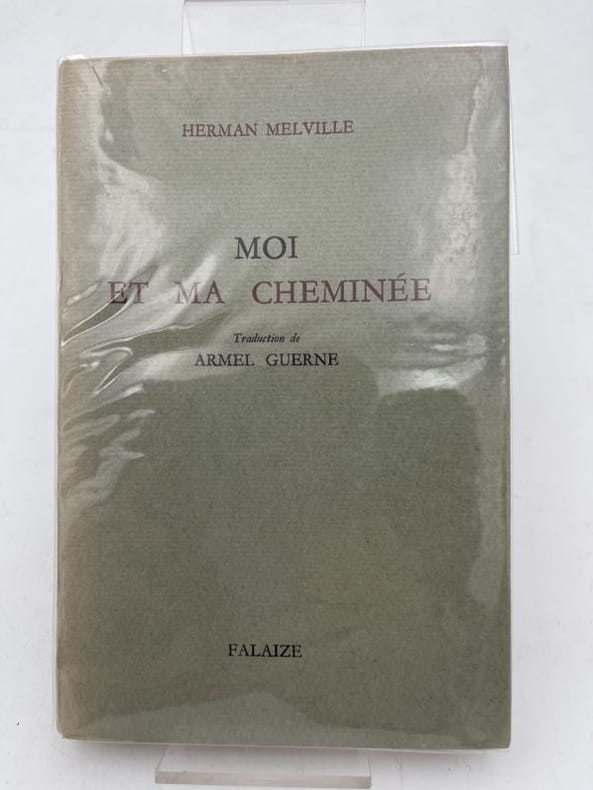 HERMAN MELVILLE
MOI
ET MA CHEMINÉE
Traduction de
ARMEL GUERNE
FALAIZE